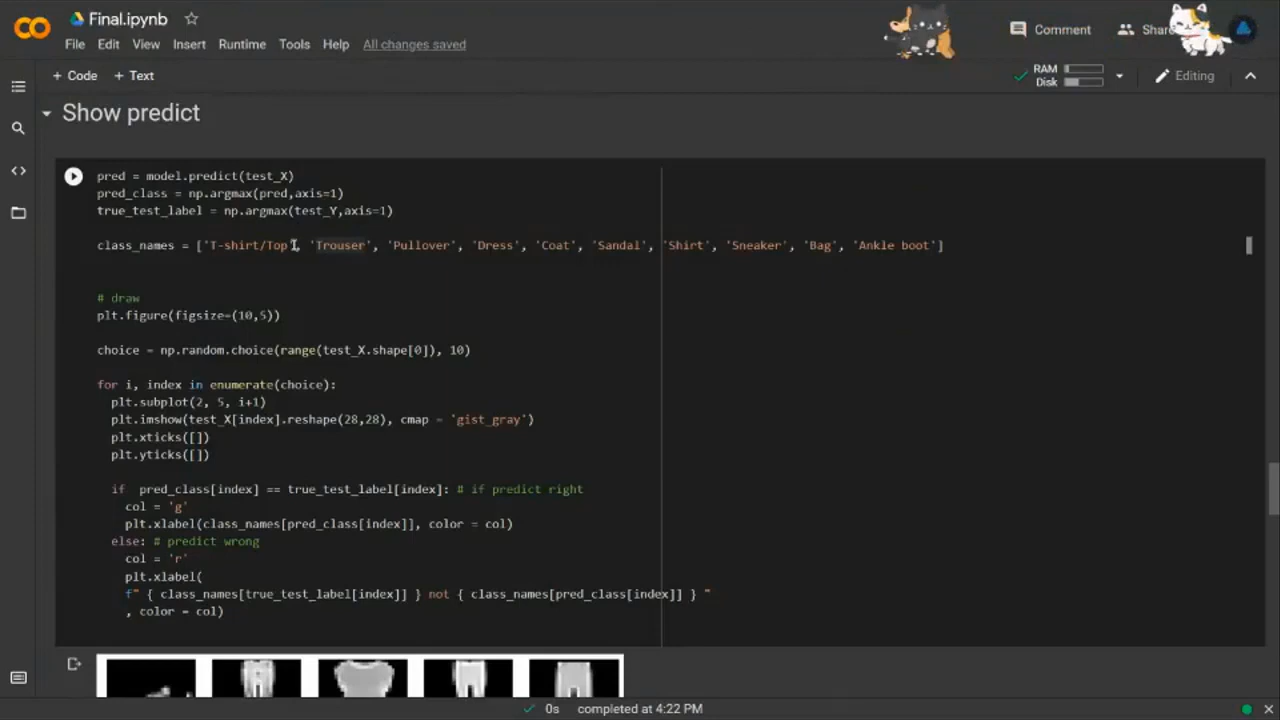 Final.ipynb
File Edit View Insert Runtime Tools Help All changes saved
Comment
Share
+ Code + Text
RAM
Disk
Editing
Show predict
pred = model.predict(test_X)
pred_class = np.argmax(pred,axis=1)
true_test_label = np.argmax(test_Y,axis=1)
class_names = ['T-shirt/Top', 'Trouser', 'Pullover', 'Dress', 'Coat', 'Sandal', 'Shirt', 'Sneaker', 'Bag', 'Ankle boot']
# draw
plt.figure(figsize=(10,5))
choice = np.random.choice(range(test_X.shape[0]), 10)
for i, index in enumerate(choice):
plt.subplot(2, 5, i+1)
plt.imshow(test_X[index].reshape(28,28), cmap = 'gist_gray')
plt.xticks([])
plt.yticks([])
if pred_class[index] == true_test_label[index]: # if predict right
col = 'g'
plt.xlabel(class_names[pred_class[index]], color = col)
else: # predict wrong
col = 'r'
plt.xlabel(
f" { class_names[true_test_label[index]] } not { class_names[pred_class[index]] } "
, color = col)
0s completed at 4:22 PM